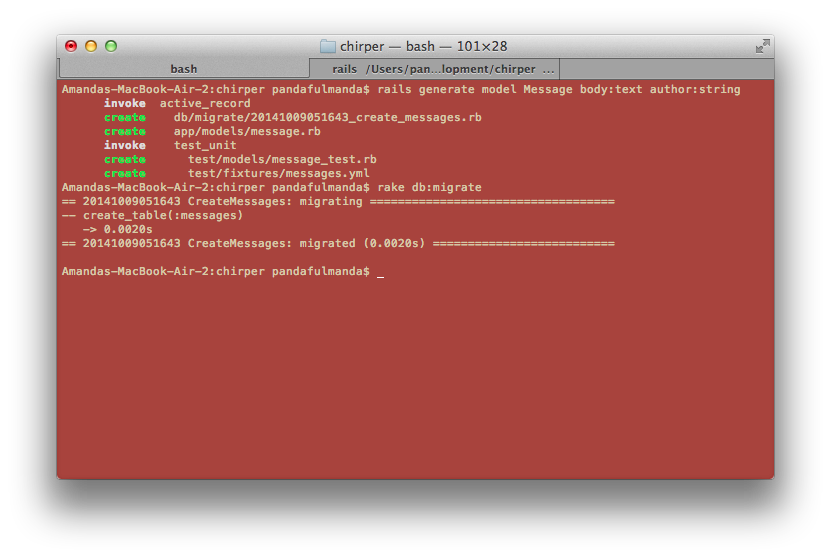 chirper — bash — 101×28
bash
rails /Users/pan...lopment/chirper ...
Amandas-MacBook-Air-2:chirper pandafulmanda$ rails generate model Message body:text author:string
      invoke  active_record
      create    db/migrate/20141009051643_create_messages.rb
      create    app/models/message.rb
      invoke    test_unit
      create      test/models/message_test.rb
      create      test/fixtures/messages.yml
Amandas-MacBook-Air-2:chirper pandafulmanda$ rake db:migrate
== 20141009051643 CreateMessages: migrating ===================================
-- create_table(:messages)
   -> 0.0020s
== 20141009051643 CreateMessages: migrated (0.0020s) ==========================
Amandas-MacBook-Air-2:chirper pandafulmanda$ _